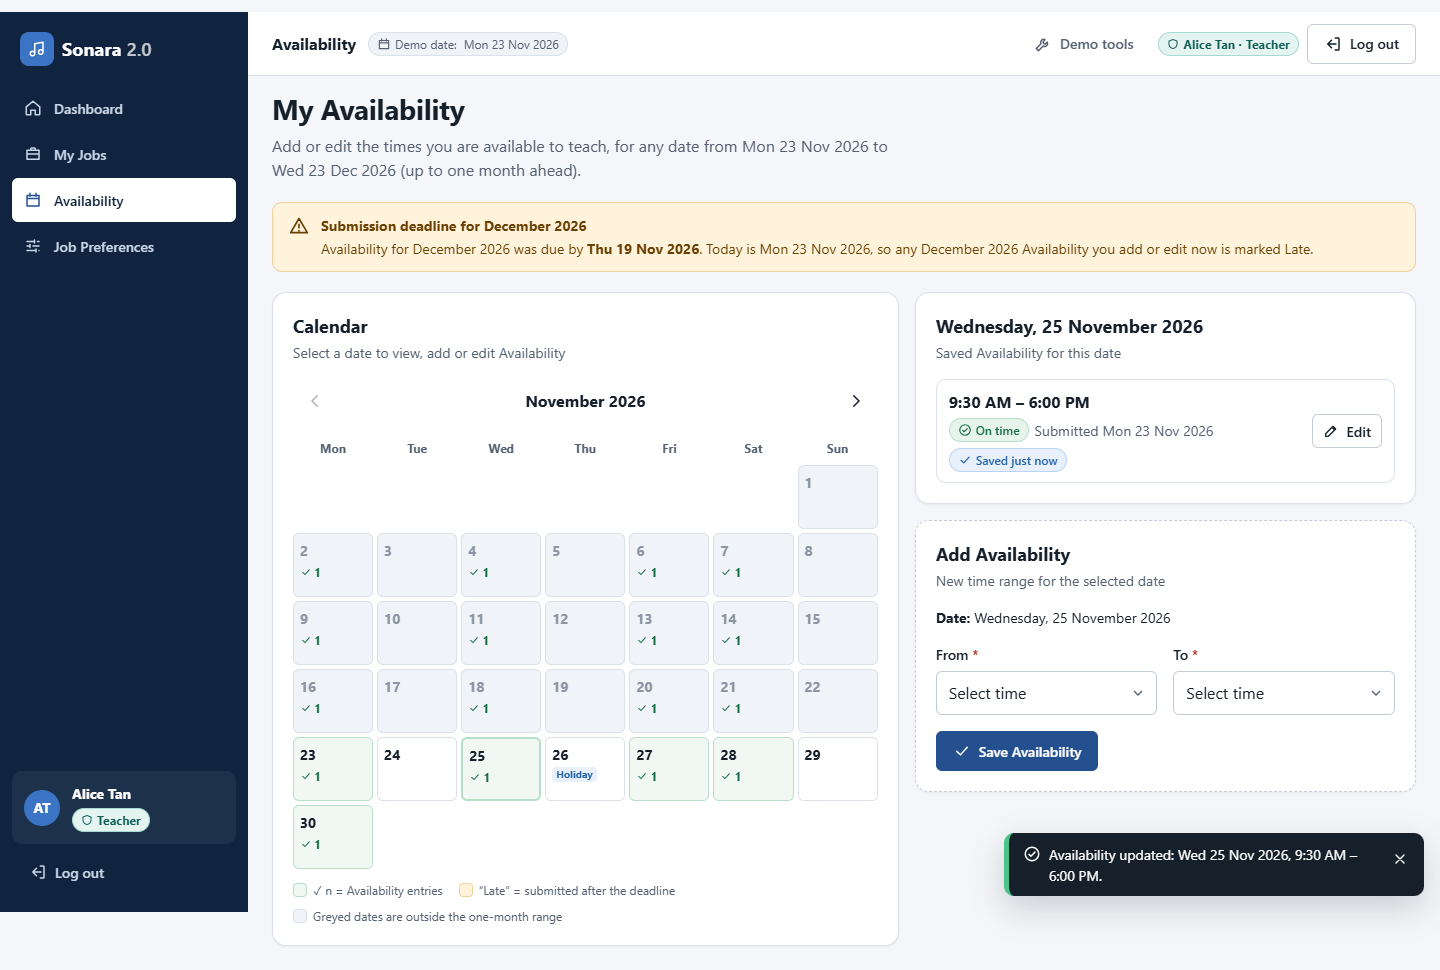 Sonara 2.0
Dashboard
My Jobs
Availability
Job Preferences
AT
Alice Tan
Teacher
Log out
Availability
Demo date: Mon 23 Nov 2026
Demo tools
Alice Tan · Teacher
Log out
My Availability
Add or edit the times you are available to teach, for any date from Mon 23 Nov 2026 to
Wed 23 Dec 2026 (up to one month ahead).
Submission deadline for December 2026
Availability for December 2026 was due by Thu 19 Nov 2026. Today is Mon 23 Nov 2026, so any December 2026 Availability you add or edit now is marked Late.
Calendar
Select a date to view, add or edit Availability
November 2026
Mon Tue Wed Thu Fri Sat Sun
1
2 3 4 5 6 7 8
✓ 1 ✓ 1 ✓ 1 ✓ 1
9 10 11 12 13 14 15
✓ 1 ✓ 1 ✓ 1 ✓ 1
16 17 18 19 20 21 22
✓ 1 ✓ 1 ✓ 1 ✓ 1
23 24 25 26 27 28 29
✓ 1 ✓ 1 Holiday ✓ 1 ✓ 1
30
✓ 1
✓ n = Availability entries
“Late” = submitted after the deadline
Greyed dates are outside the one-month range
Wednesday, 25 November 2026
Saved Availability for this date
9:30 AM – 6:00 PM
On time Submitted Mon 23 Nov 2026
✓ Saved just now
Edit
Add Availability
New time range for the selected date
Date: Wednesday, 25 November 2026
From * To *
Select time Select time
✓ Save Availability
Availability updated: Wed 25 Nov 2026, 9:30 AM –
6:00 PM.